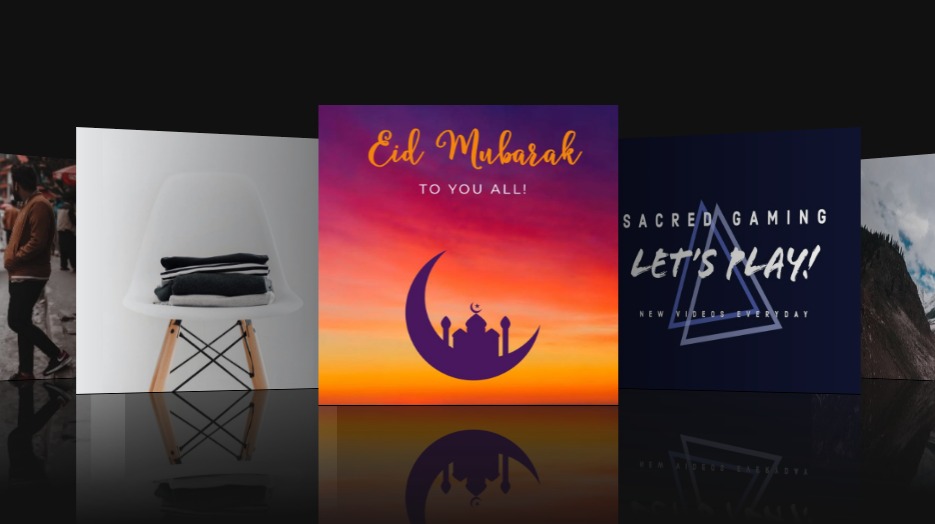 Eid Mubarak
TO YOU ALL!
SACRED GAMING
LET'S PLAY!
NEW VIDEOS EVERYDAY